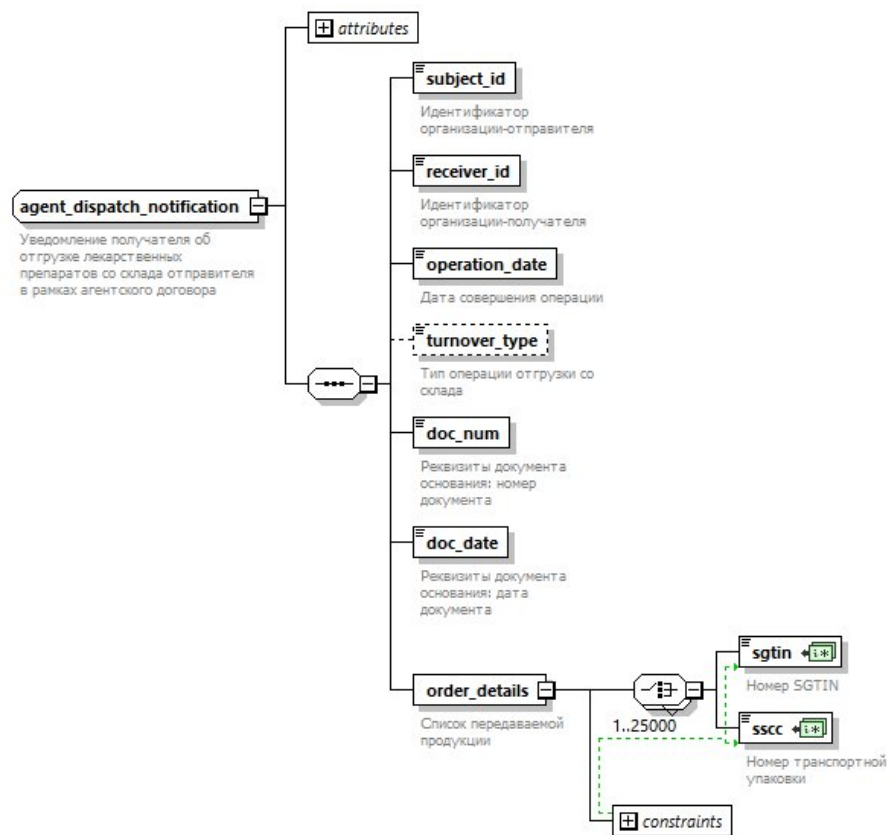 attributes
subject_id
Идентификатор
организации-отправителя
receiver_id
Идентификатор
организации-получателя
agent_dispatch_notification
Уведомление получателя об
отгрузке лекарственных
препаратов со склада отправителя
в рамках агентского договора
operation_date
Дата совершения операции
turnover_type
Тип операции отгрузки со
склада
doc_num
Реквизиты документа
основания: номер
документа
doc_date
Реквизиты документа
основания: дата
документа
order_details
Список передаваемой
продукции
1..25000
sgtin
Номер SGTIN
sscc
Номер транспортной
упаковки
constraints